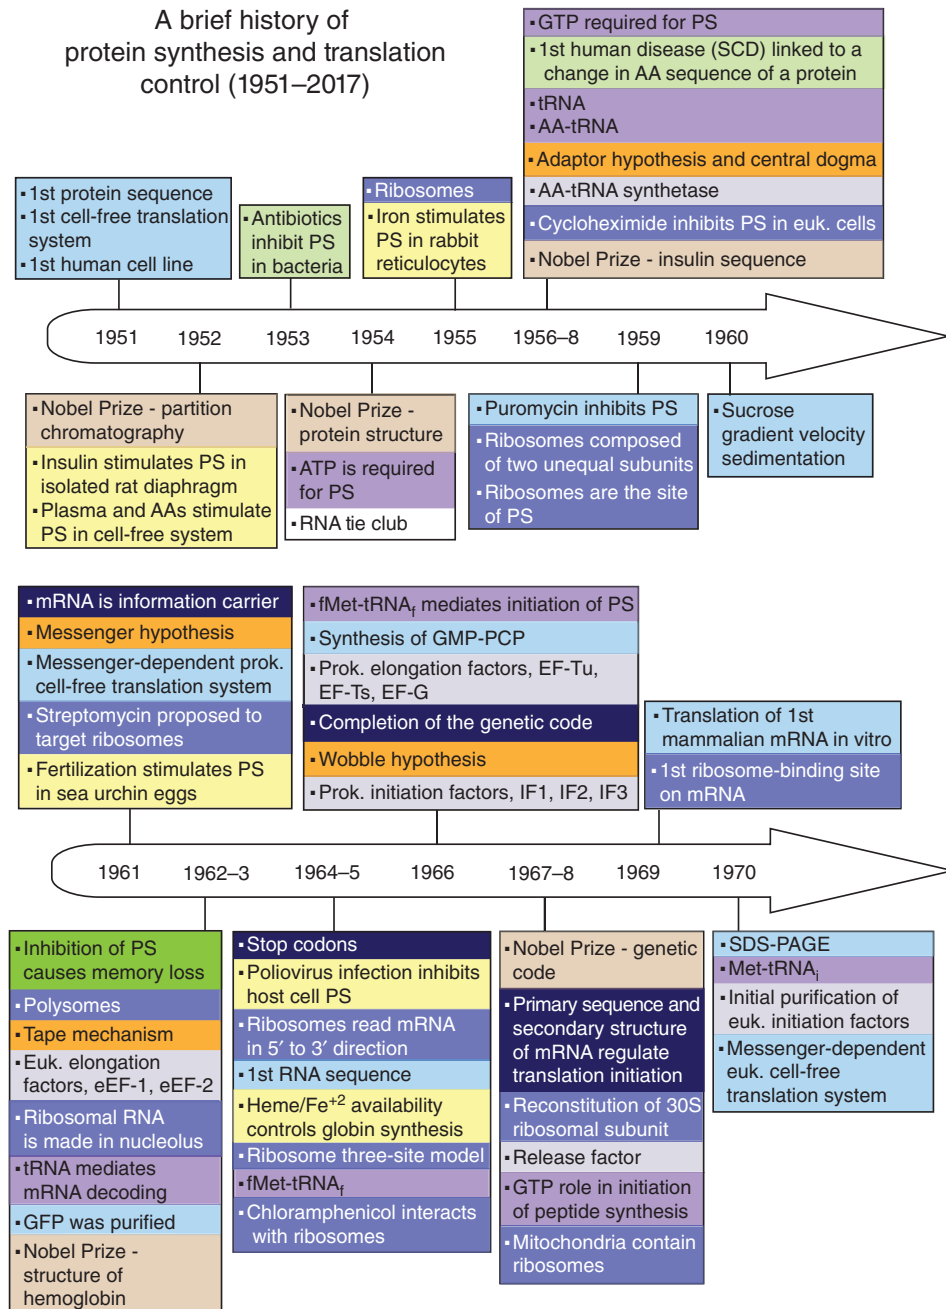 A brief history of
protein synthesis and translation
control (1951–2017)
▪ GTP required for PS
▪ 1st human disease (SCD) linked to a
change in AA sequence of a protein
▪ tRNA
▪ AA-tRNA
▪ Adaptor hypothesis and central dogma
▪ AA-tRNA synthetase
▪ Cycloheximide inhibits PS in euk. cells
▪ Nobel Prize - insulin sequence
▪ 1st protein sequence
▪ 1st cell-free translation
system
▪ 1st human cell line
▪ Antibiotics
inhibit PS
in bacteria
▪ Ribosomes
▪ Iron stimulates
PS in rabbit
reticulocytes
1951 1952 1953 1954 1955 1956–8 1959 1960
▪ Nobel Prize - partition
chromatography
▪ Insulin stimulates PS in
isolated rat diaphragm
▪ Plasma and AAs stimulate
PS in cell-free system
▪ Nobel Prize -
protein structure
▪ ATP is required
for PS
▪ RNA tie club
▪ Puromycin inhibits PS
▪ Ribosomes composed
of two unequal subunits
▪ Ribosomes are the site
of PS
▪ Sucrose
gradient velocity
sedimentation
▪ mRNA is information carrier
▪ Messenger hypothesis
▪ Messenger-dependent prok.
cell-free translation system
▪ Streptomycin proposed to
target ribosomes
▪ Fertilization stimulates PS
in sea urchin eggs
▪ fMet-tRNAf mediates initiation of PS
▪ Synthesis of GMP-PCP
▪ Prok. elongation factors, EF-Tu,
EF-Ts, EF-G
▪ Completion of the genetic code
▪ Wobble hypothesis
▪ Prok. initiation factors, IF1, IF2, IF3
▪ Translation of 1st
mammalian mRNA in vitro
▪ 1st ribosome-binding site
on mRNA
1961 1962–3 1964–5 1966 1967–8 1969 1970
▪ Inhibition of PS
causes memory loss
▪ Polysomes
▪ Tape mechanism
▪ Euk. elongation
factors, eEF-1, eEF-2
▪ Ribosomal RNA
is made in nucleolus
▪ tRNA mediates
mRNA decoding
▪ GFP was purified
▪ Nobel Prize -
structure of
hemoglobin
▪ Stop codons
▪ Poliovirus infection inhibits
host cell PS
▪ Ribosomes read mRNA
in 5′ to 3′ direction
▪ 1st RNA sequence
▪ Heme/Fe+2 availability
controls globin synthesis
▪ Ribosome three-site model
▪ fMet-tRNAf
▪ Chloramphenicol interacts
with ribosomes
▪ Nobel Prize - genetic
code
▪ Primary sequence and
secondary structure
of mRNA regulate
translation initiation
▪ Reconstitution of 30S
ribosomal subunit
▪ Release factor
▪ GTP role in initiation
of peptide synthesis
▪ Mitochondria contain
ribosomes
▪ SDS-PAGE
▪ Met-tRNAi
▪ Initial purification of
euk. initiation factors
▪ Messenger-dependent
euk. cell-free
translation system